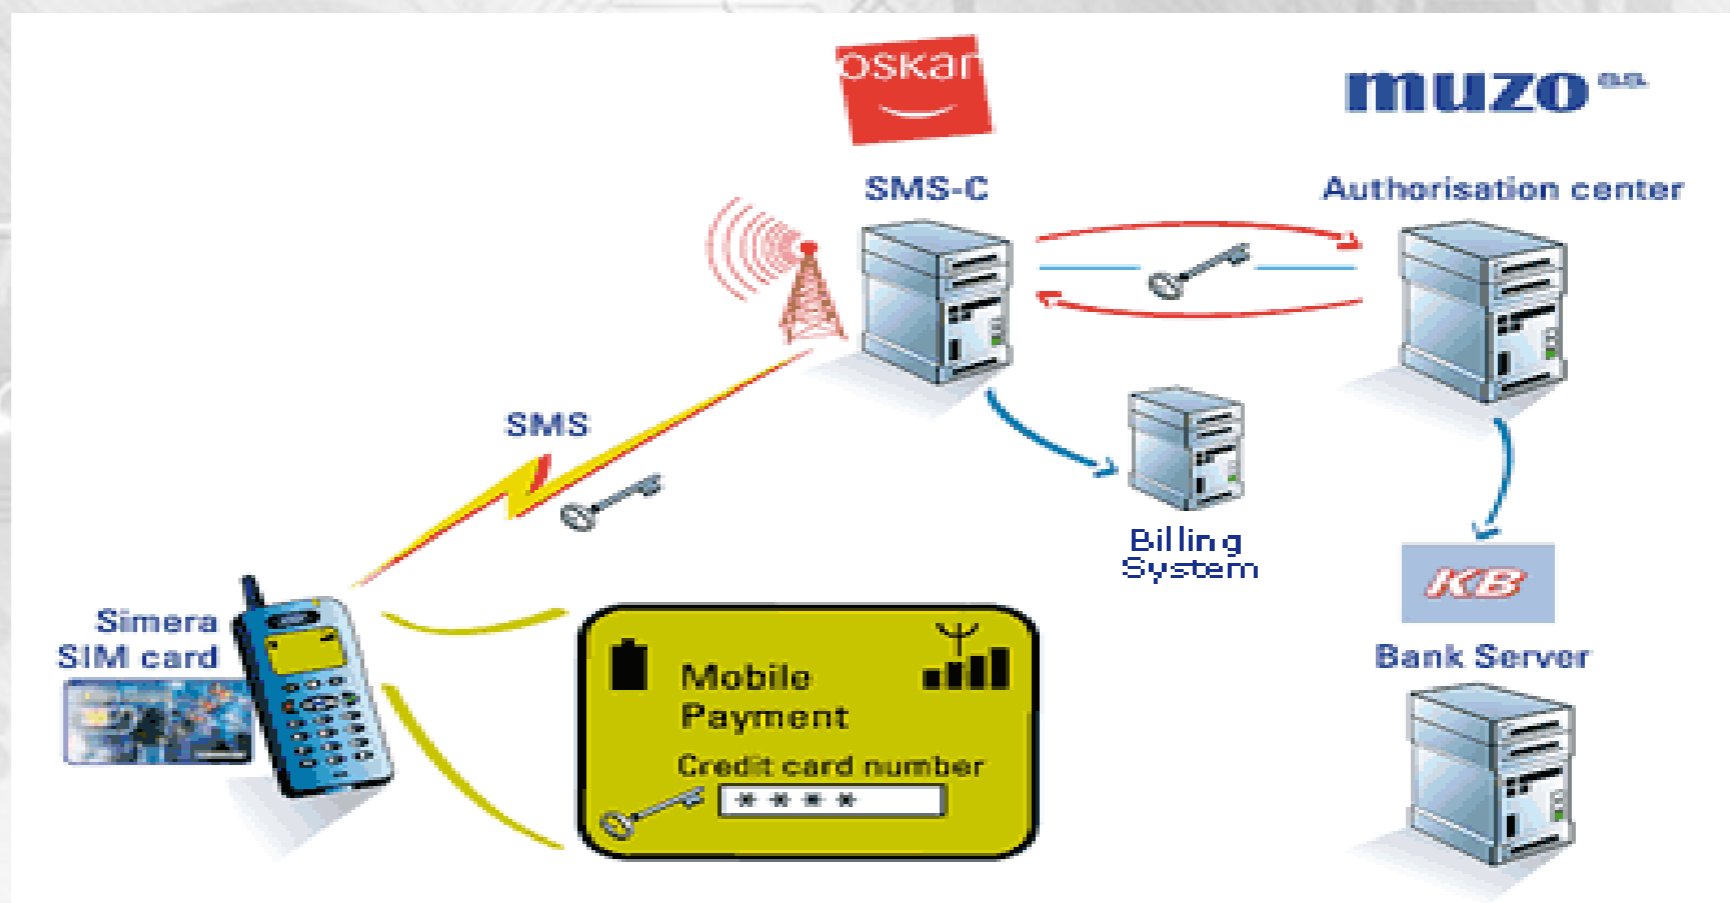 oskar
muzo a.s.
SMS-C
Authorisation center
SMS
Billing
System
KB
Simera
SIM card
Bank Server
Mobile
Payment
Credit card number
****